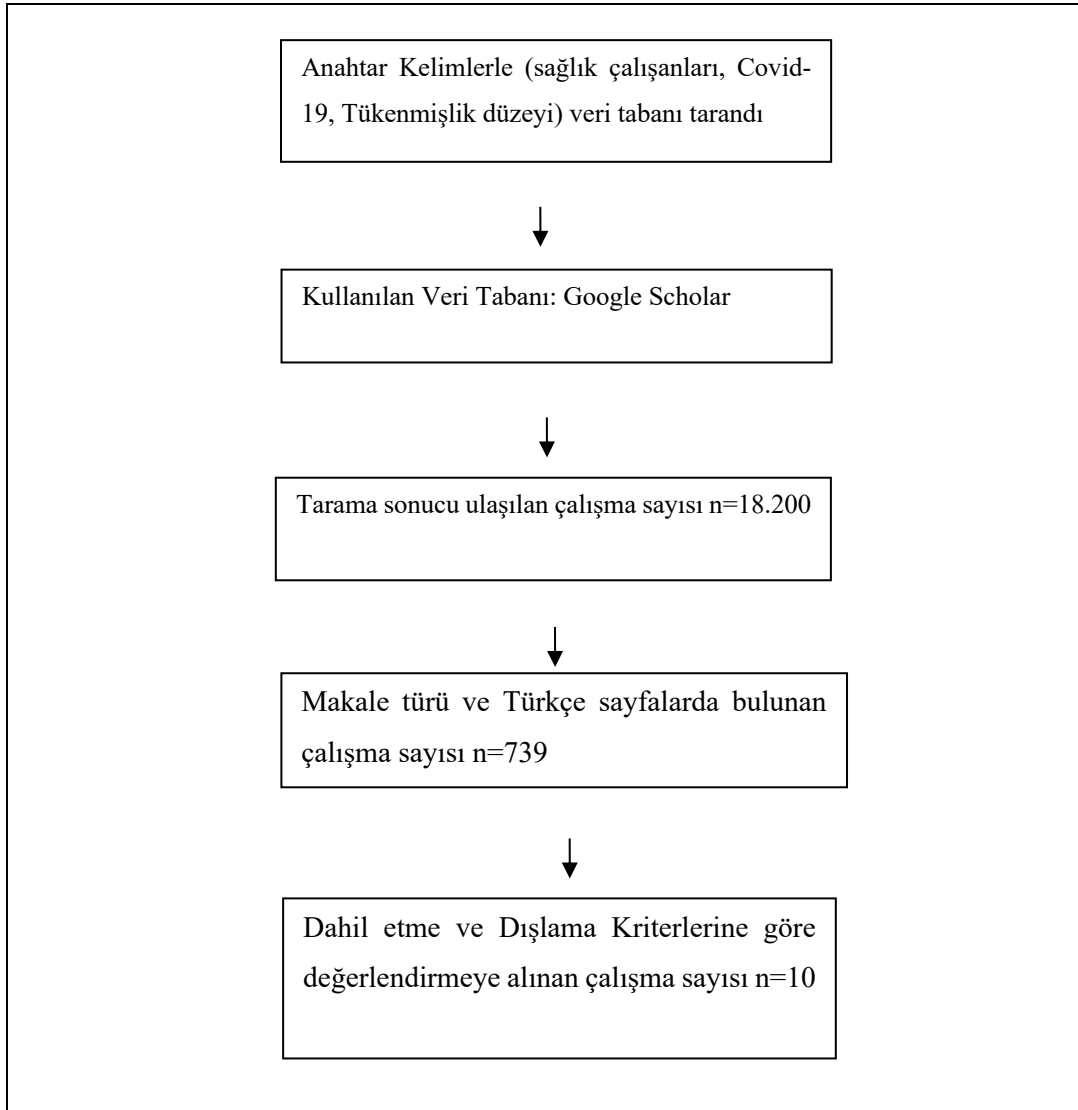 Anahtar Kelimlerle (sağlık çalışanları, Covid-
19, Tükenmişlik düzeyi) veri tabanı tarandı
Kullanılan Veri Tabanı: Google Scholar
Tarama sonucu ulaşılan çalışma sayısı n=18.200
Makale türü ve Türkçe sayfalarda bulunan
çalışma sayısı n=739
Dahil etme ve Dışlama Kriterlerine göre
değerlendirmeye alınan çalışma sayısı n=10